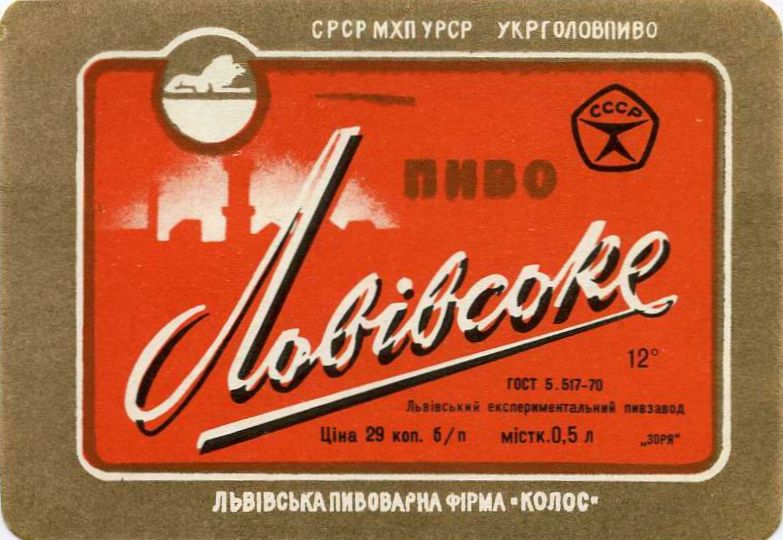 СРСР МХП УРСР УКРГОЛОВПИВО
СССР
ПИВО
Львівське
12°
ГОСТ 5.517-70
Львівський експериментальний пивзавод
Ціна 29 коп. б/п містк.0,5 л „ЗОРЯ“
ЛЬВІВСЬКА ПИВОВАРНА ФІРМА "КОЛОС"